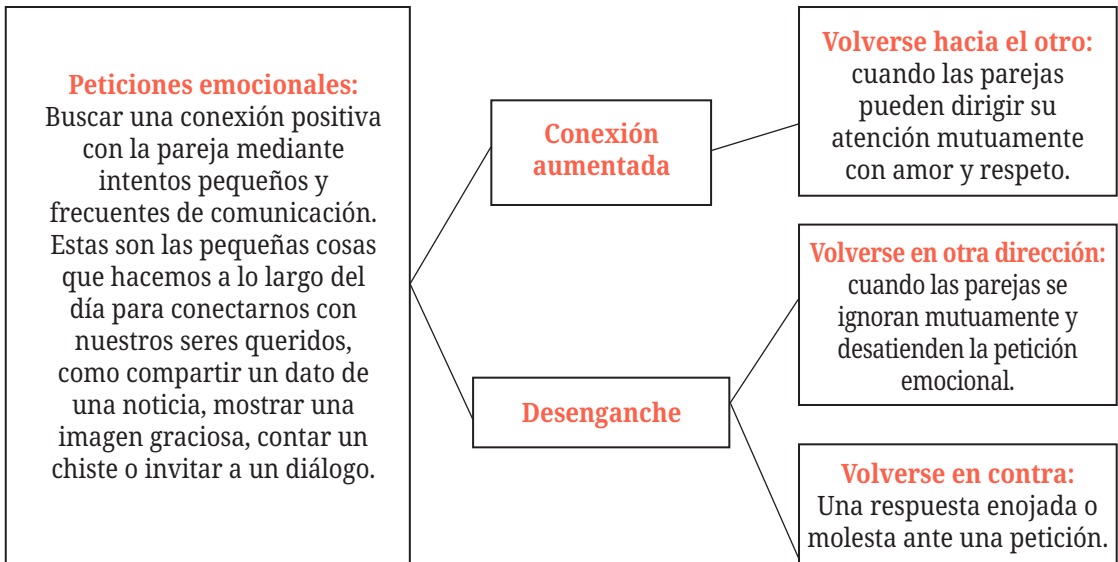 Peticiones emocionales:
Buscar una conexión positiva
con la pareja mediante
intentos pequeños y
frecuentes de comunicación.
Estas son las pequeñas cosas
que hacemos a lo largo del
día para conectarnos con
nuestros seres queridos,
como compartir un dato de
una noticia, mostrar una
imagen graciosa, contar un
chiste o invitar a un diálogo.
Conexión
aumentada
Desenganche
Volverse hacia el otro:
cuando las parejas
pueden dirigir su
atención mutuamente
con amor y respeto.
Volverse en otra dirección:
cuando las parejas se
ignoran mutuamente y
desatienden la petición
emocional.
Volverse en contra:
Una respuesta enojada o
molesta ante una petición.